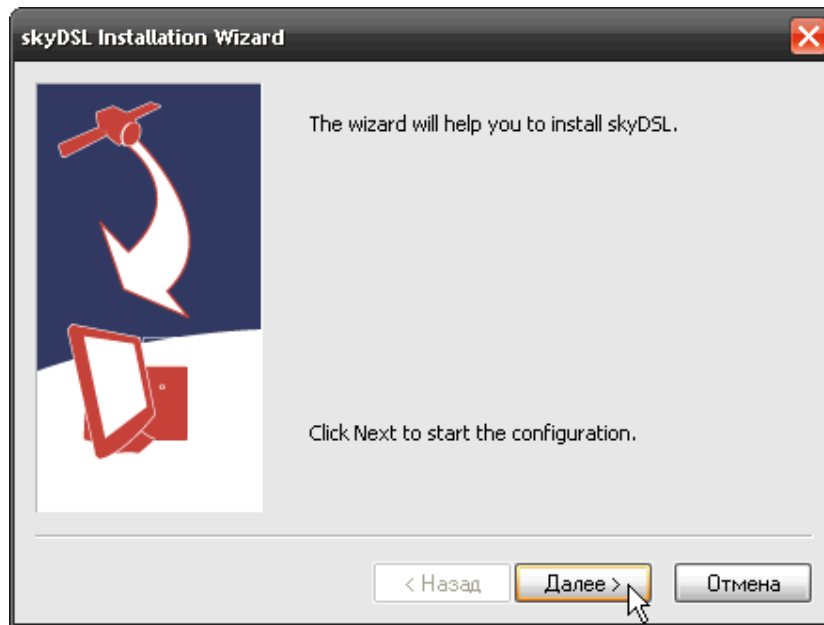 skyDSL Installation Wizard
The wizard will help you to install skyDSL.
Click Next to start the configuration.
< Назад Далее > Отмена